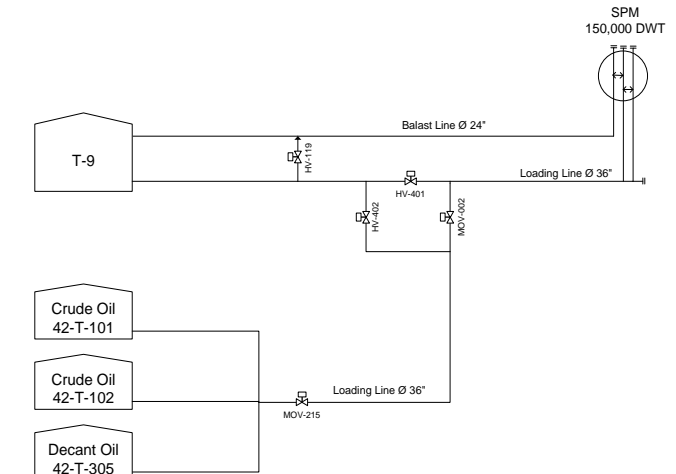 SPM
150,000 DWT
Balast Line Ø 24"
T-9
HV-119
Loading Line Ø 36"
HV-401
HV-402
MOV-002
Crude Oil
42-T-101
Crude Oil
42-T-102
Loading Line Ø 36"
MOV-215
Decant Oil
42-T-305